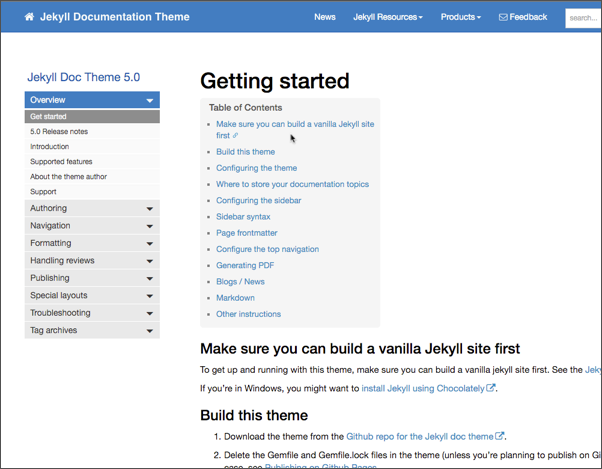 Jekyll Documentation Theme
News
Jekyll Resources
Products
Feedback
search...
Jekyll Doc Theme 5.0
Overview
Get started
5.0 Release notes
Introduction
Supported features
About the theme author
Support
Authoring
Navigation
Formatting
Handling reviews
Publishing
Special layouts
Troubleshooting
Tag archives
Getting started
Table of Contents
Make sure you can build a vanilla Jekyll site
first
Build this theme
Configuring the theme
Where to store your documentation topics
Configuring the sidebar
Sidebar syntax
Page frontmatter
Configure the top navigation
Generating PDF
Blogs / News
Markdown
Other instructions
Make sure you can build a vanilla Jekyll site first
To get up and running with this theme, make sure you can build a vanilla jekyll site first. See the
If you're in Windows, you might want to install Jekyll using Chocolately.
Build this theme
1. Download the theme from the Github repo for the Jekyll doc theme.
2. Delete the Gemfile and Gemfile.lock files in the theme (unless you're planning to publish on
case, see Publishing on Github Pages